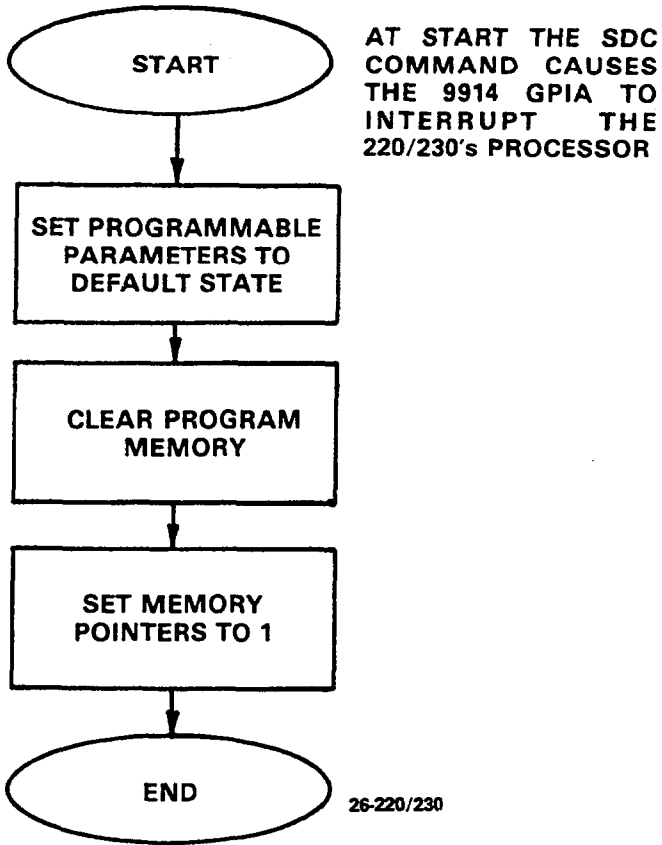 START
AT START THE SDC
COMMAND CAUSES
THE 9914 GPIA TO
INTERRUPT THE
220/230's PROCESSOR
SET PROGRAMMABLE
PARAMETERS TO
DEFAULT STATE
CLEAR PROGRAM
MEMORY
SET MEMORY
POINTERS TO 1
END
26-220/230